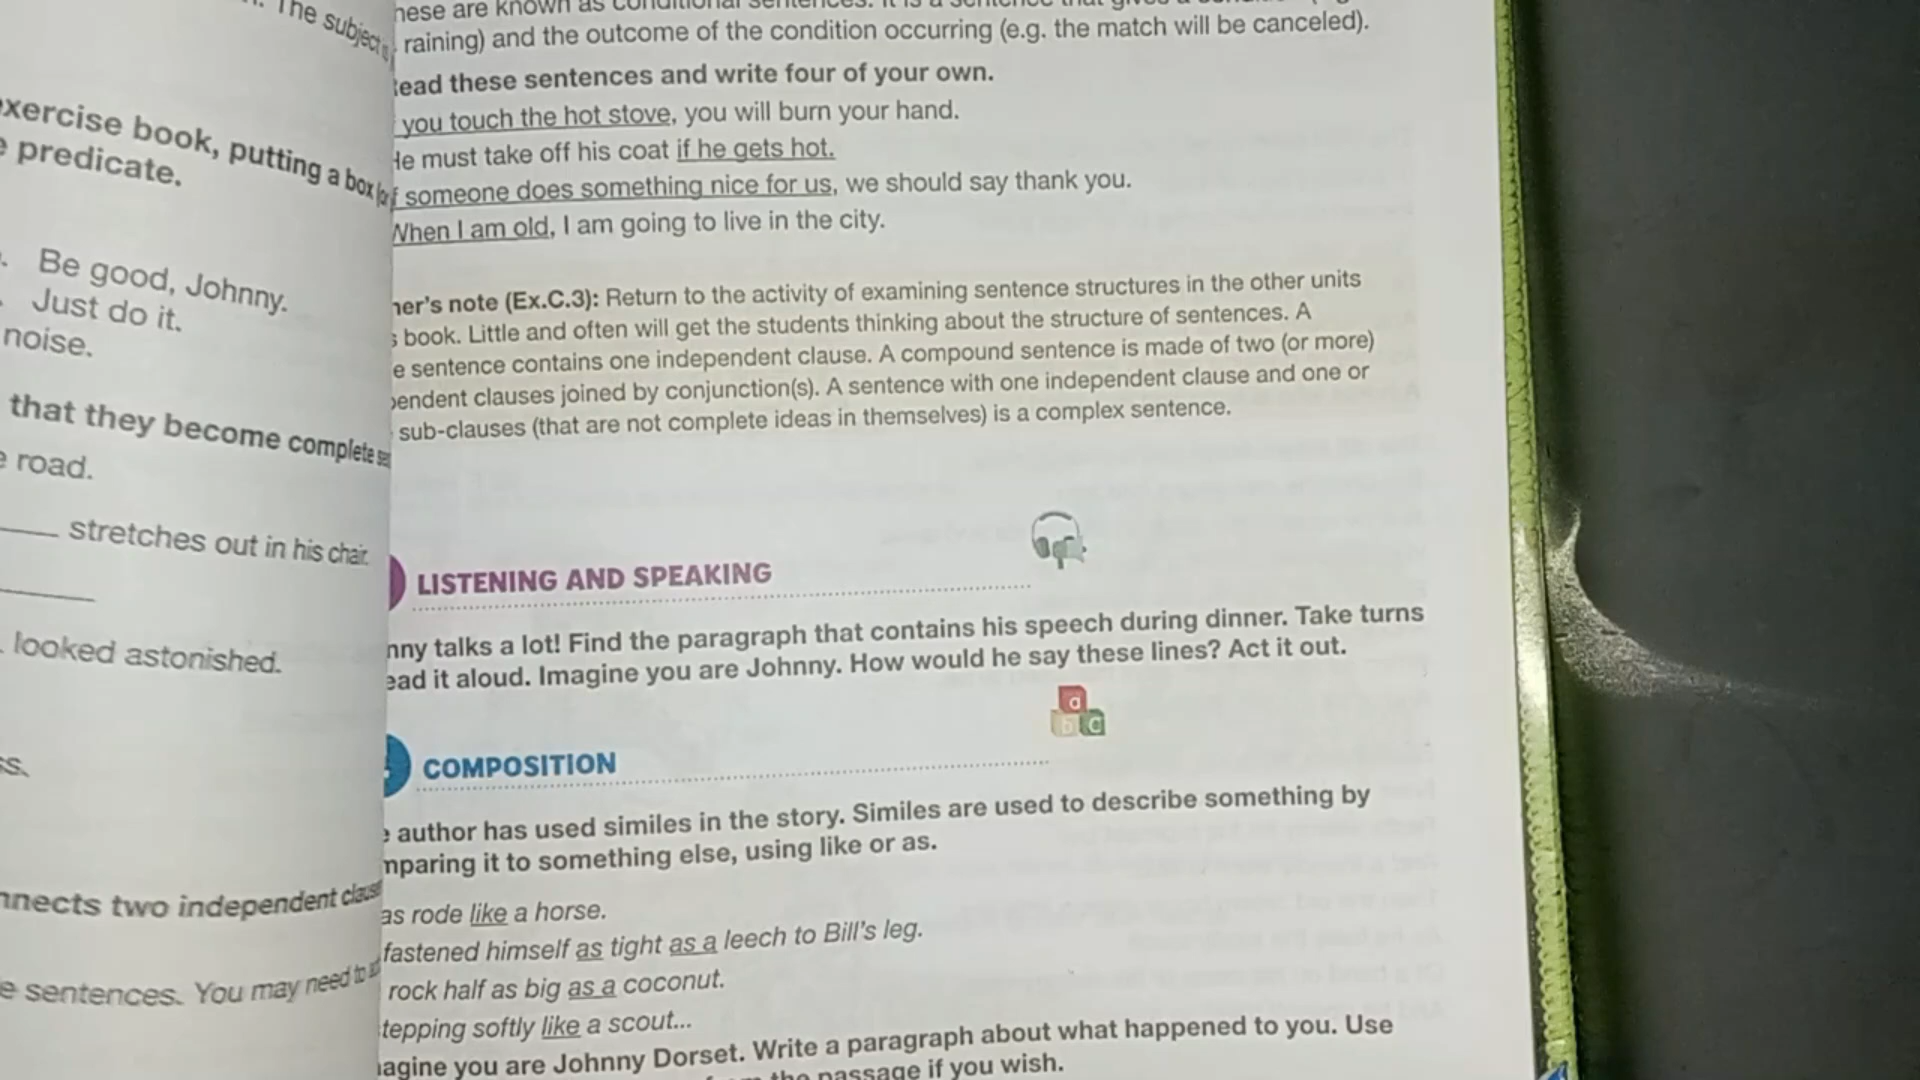 The subject is
exercise book, putting a box
predicate.
Be good, Johnny.
Just do it.
noise.
that they become complete
road.
stretches out in his chair.
looked astonished.
connects two independent clauses
sentences. You may need to
These are known as conditional sentences. It is a sentence that gives a
raining) and the outcome of the condition occurring (e.g. the match will be canceled).
Read these sentences and write four of your own.
you touch the hot stove, you will burn your hand.
He must take off his coat if he gets hot.
If someone does something nice for us, we should say thank you.
When I am old, I am going to live in the city.
her's note (Ex.C.3): Return to the activity of examining sentence structures in the other units
book. Little and often will get the students thinking about the structure of sentences. A
e sentence contains one independent clause. A compound sentence is made of two (or more)
pendent clauses joined by conjunction(s). A sentence with one independent clause and one or
sub-clauses (that are not complete ideas in themselves) is a complex sentence.
LISTENING AND SPEAKING
nny talks a lot! Find the paragraph that contains his speech during dinner. Take turns
ead it aloud. Imagine you are Johnny. How would he say these lines? Act it out.
a
b c
COMPOSITION
e author has used similes in the story. Similes are used to describe something by
mparing it to something else, using like or as.
as rode like a horse.
fastened himself as tight as a leech to Bill's leg.
rock half as big as a coconut.
tepping softly like a scout...
agine you are Johnny Dorset. Write a paragraph about what happened to you. Use
the passage if you wish.